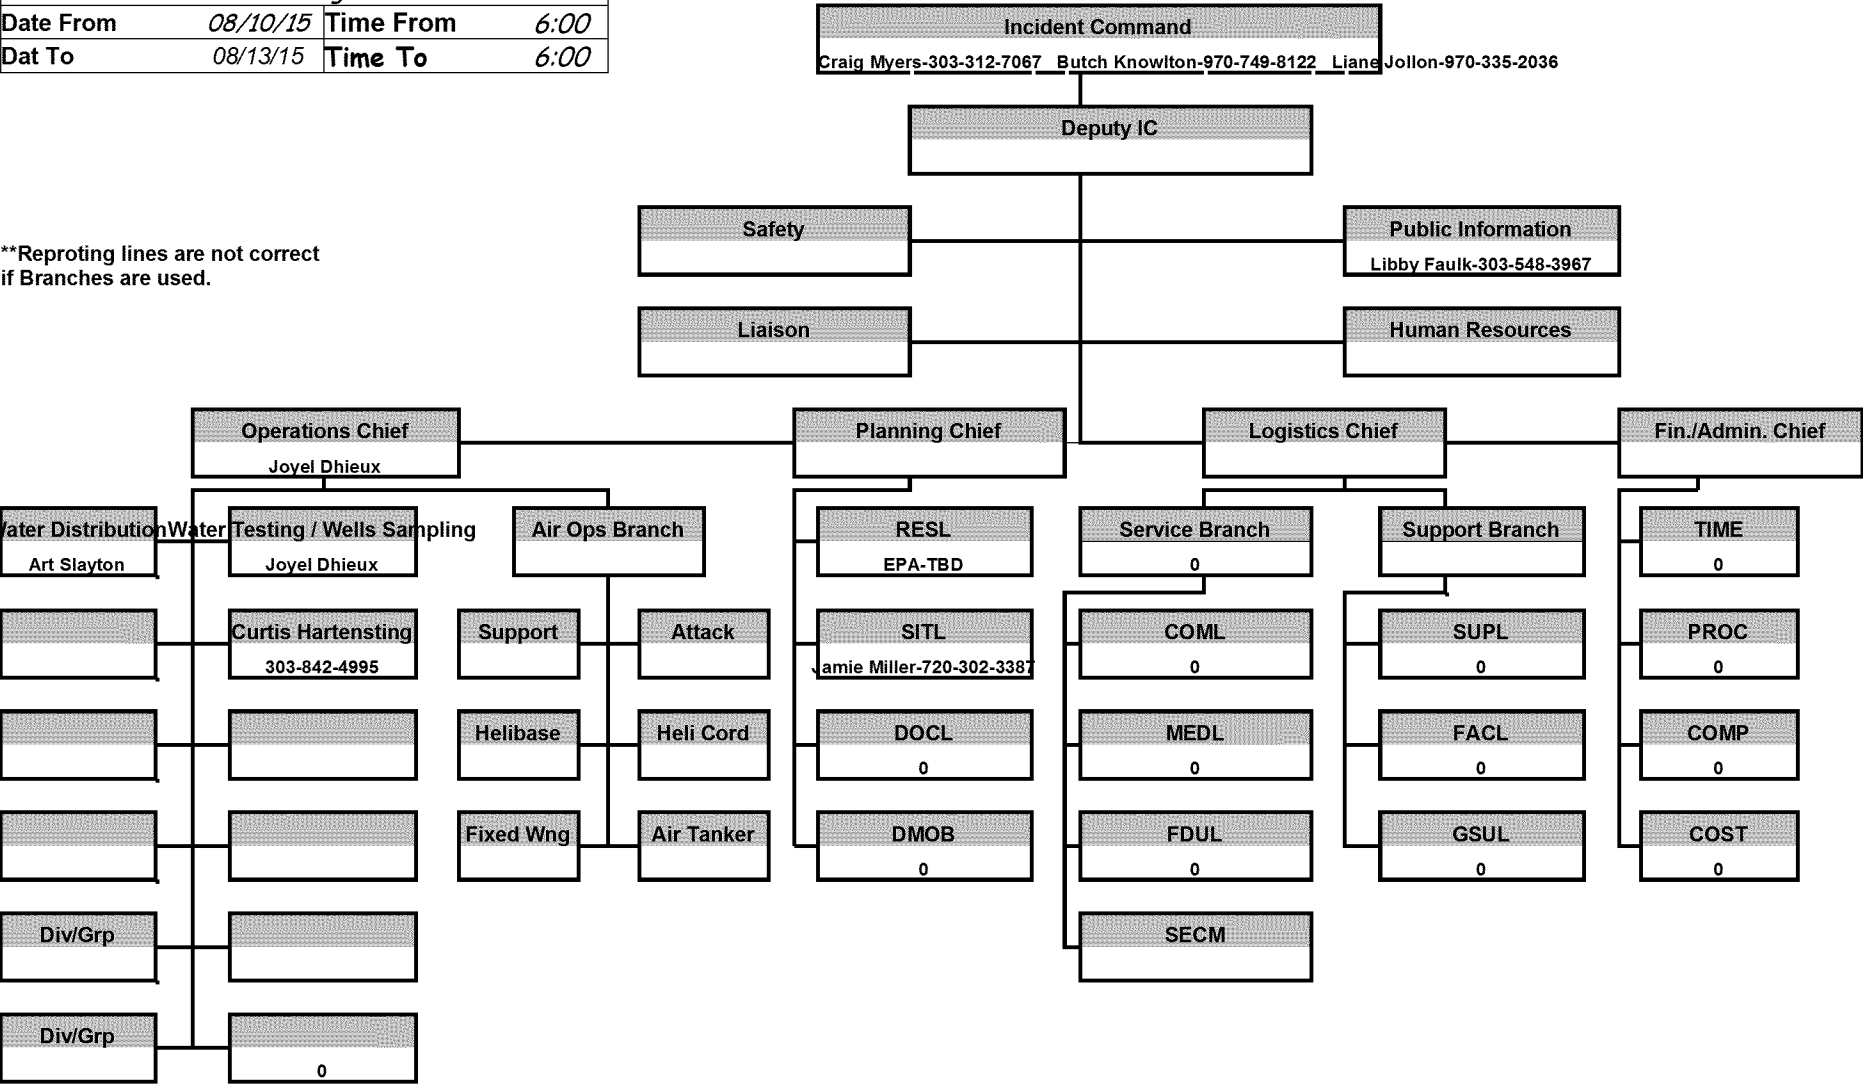 Date From 08/10/15 Time From 6:00
Dat To 08/13/15 Time To 6:00
Incident Command
Craig Myers-303-312-7067 Butch Knowlton-970-749-8122 Liane Jollon-970-335-2036
Deputy IC
Safety
Public Information
Libby Faulk-303-548-3967
**Reproting lines are not correct
if Branches are used.
Liaison
Human Resources
Operations Chief
Joyel Dhieux
Planning Chief
Logistics Chief
Fin./Admin. Chief
ater Distribution
Art Slayton
Water Testing / Wells Sampling
Joyel Dhieux
Air Ops Branch
RESL
EPA-TBD
Service Branch
0
Support Branch
TIME
0
Curtis Hartensting
303-842-4995
Support
Attack
SITL
Jamie Miller-720-302-3387
COML
0
SUPL
0
PROC
0
Helibase
Heli Cord
DOCL
0
MEDL
0
FACL
0
COMP
0
Fixed Wng
Air Tanker
DMOB
0
FDUL
0
GSUL
0
COST
0
Div/Grp
SECM
Div/Grp
0